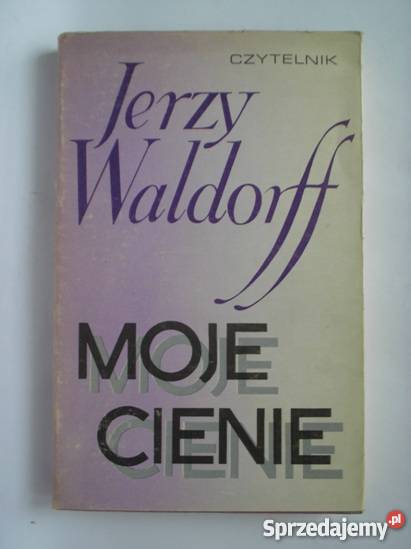 CZYTELNIK
Jerzy
Waldorff
MOJE
CIENIE
Sprzedajemy.pl